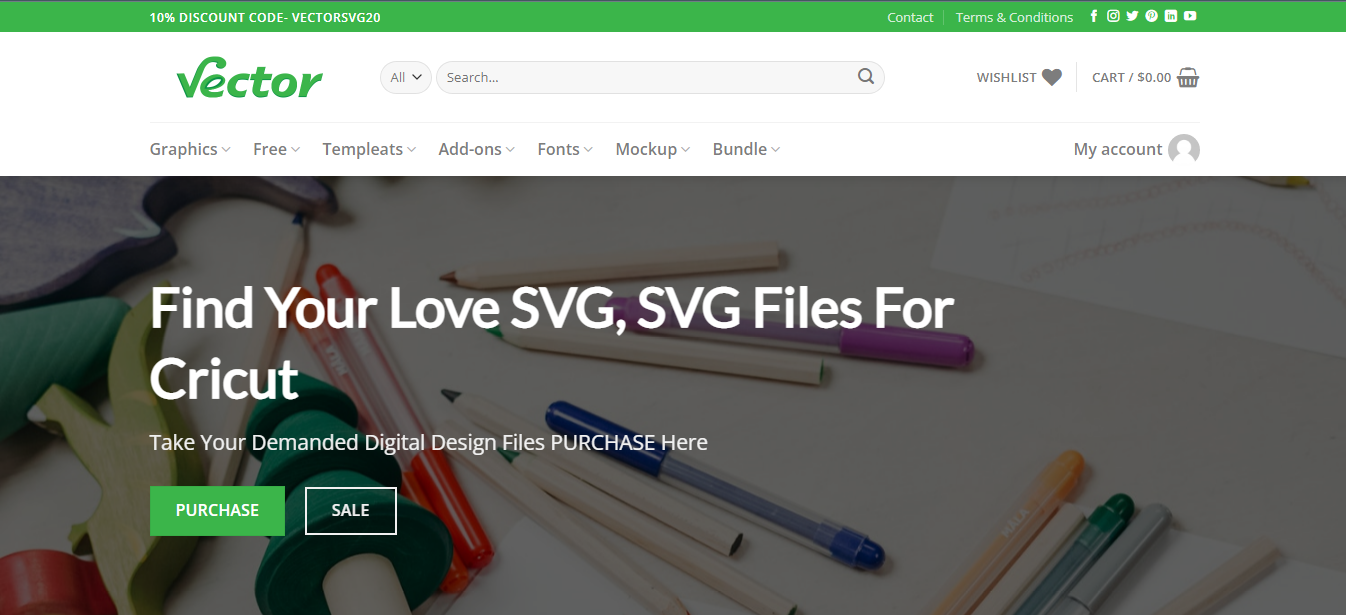 10% DISCOUNT CODE- VECTORSVG20
Contact
Terms & Conditions
Vector
All
Search...
WISHLIST
CART / $0.00
Graphics
Free
Templeats
Add-ons
Fonts
Mockup
Bundle
My account
Find Your Love SVG, SVG Files For
Cricut
Take Your Demanded Digital Design Files PURCHASE Here
PURCHASE
SALE